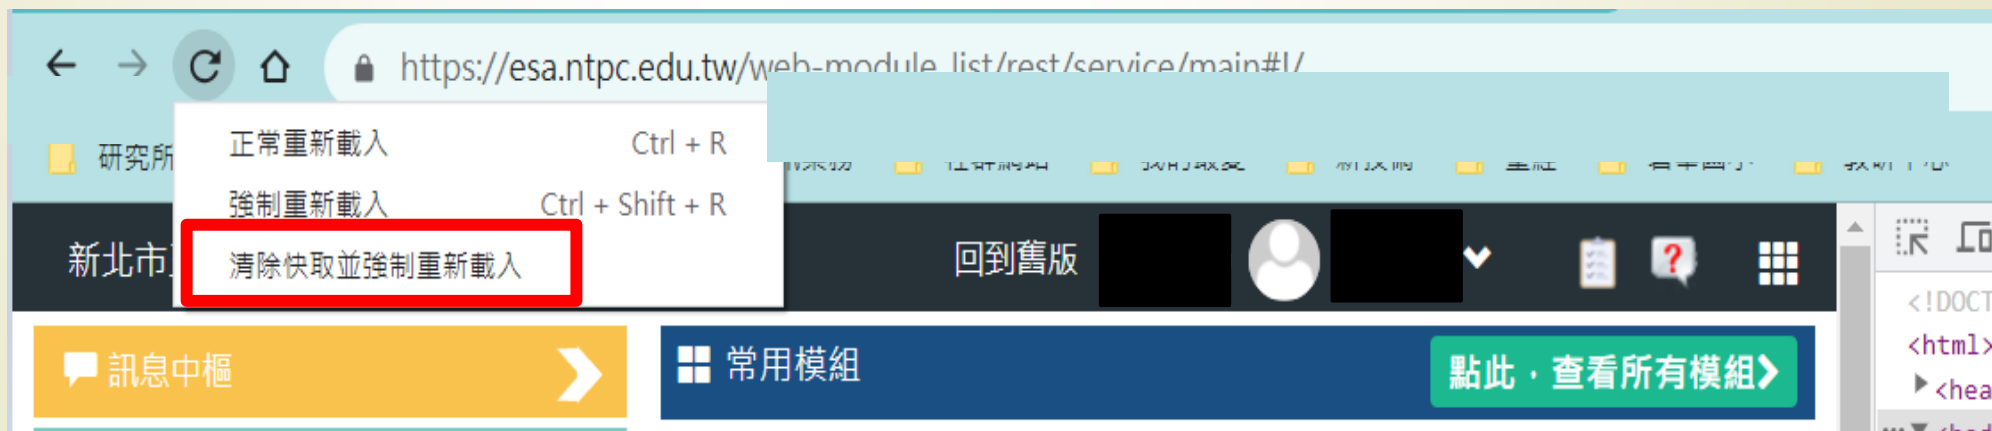 https://esa.ntpc.edu.tw/web-module_list/rest/service/main#!/
正常重新載入 Ctrl + R
研究所
強制重新載入 Ctrl + Shift + R
新北市
清除快取並強制重新載入
回到舊版
?
<!DOCT
<html>
<hea
訊息中樞
常用模組
點此，查看所有模組